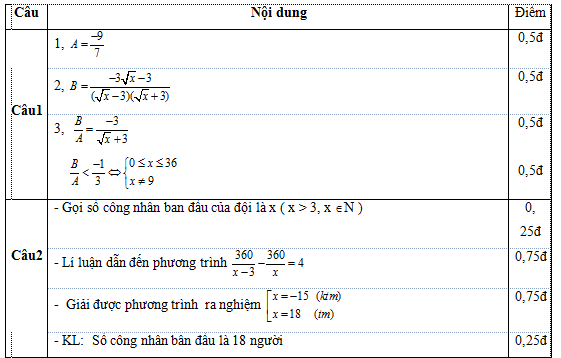 Câu Nội dung Điểm
1, A = -9/7 0,5đ
2, B = (-3√x - 3)/((√x - 3)(√x + 3)) 0,5đ
Câu1
3, B/A = -3/(√x + 3) 0,5đ
B/A < -1/3 ⇔ { 0 ≤ x ≤ 36 ; x ≠ 9 0,5đ
- Gọi số công nhân ban đầu của đội là x ( x > 3, x ∈ N ) 0, 25đ
Câu2
- Lí luận dẫn đến phương trình 360/(x-3) - 360/x = 4 0,75đ
- Giải được phương trình ra nghiệm [ x = -15 (ktm) ; x = 18 (tm) 0,75đ
- KL: Số công nhân bân đầu là 18 người 0,25đ